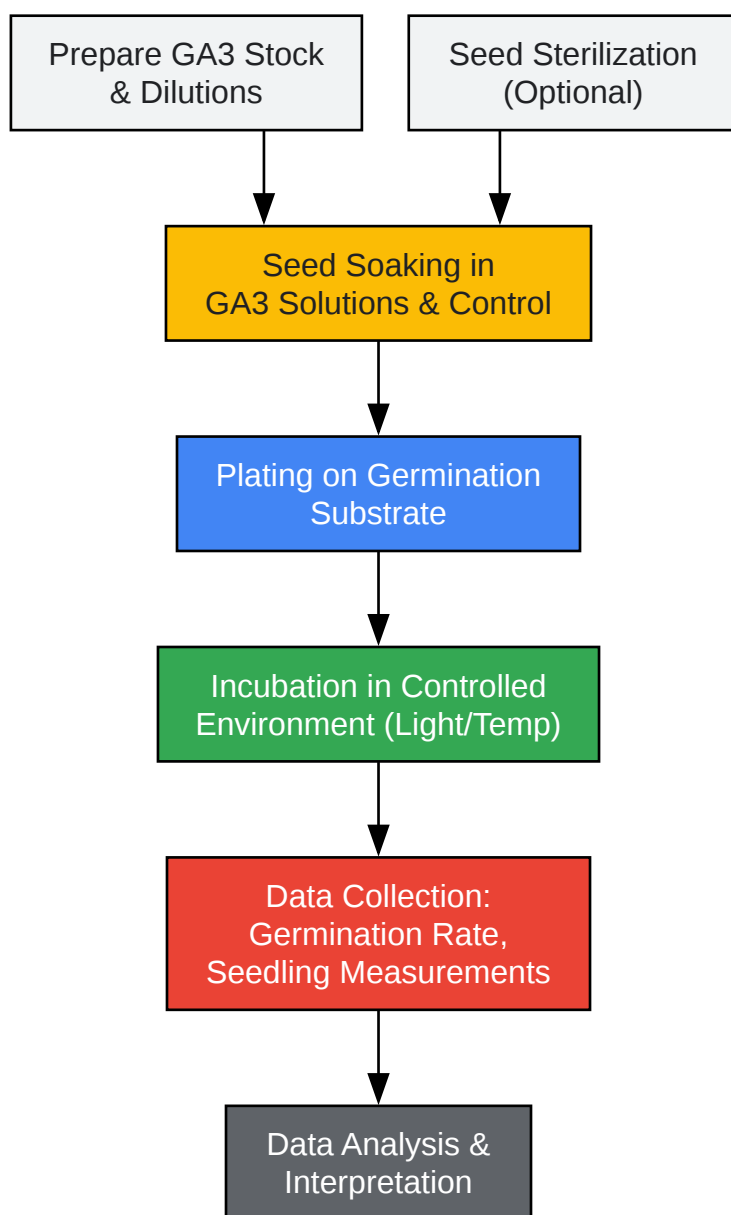 Prepare GA3 Stock
& Dilutions
Seed Sterilization
(Optional)
Seed Soaking in
GA3 Solutions & Control
Plating on Germination
Substrate
Incubation in Controlled
Environment (Light/Temp)
Data Collection:
Germination Rate,
Seedling Measurements
Data Analysis &
Interpretation